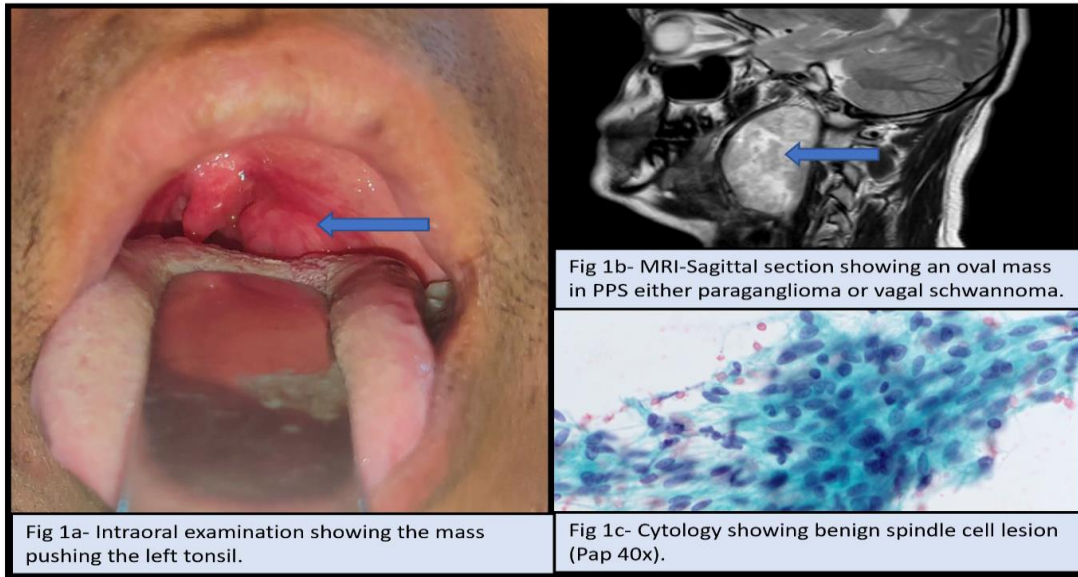 Fig 1a- Intraoral examination showing the mass
pushing the left tonsil.
Fig 1b- MRI-Sagittal section showing an oval mass
in PPS either paraganglioma or vagal schwannoma.
Fig 1c- Cytology showing benign spindle cell lesion
(Pap 40x).